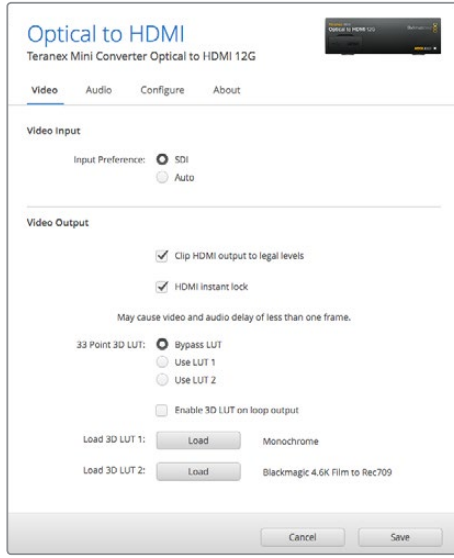 Optical to HDMI
Teranex Mini Converter Optical to HDMI 12G
Optical to HDMI 12G
Video Audio Configure About
Video Input
Input Preference: SDI
Auto
Video Output
Clip HDMI output to legal levels
HDMI instant lock
May cause video and audio delay of less than one frame.
33 Point 3D LUT: Bypass LUT
Use LUT 1
Use LUT 2
Enable 3D LUT on loop output
Load 3D LUT 1: Load Monochrome
Load 3D LUT 2: Load Blackmagic 4.6K Film to Rec709
Cancel Save